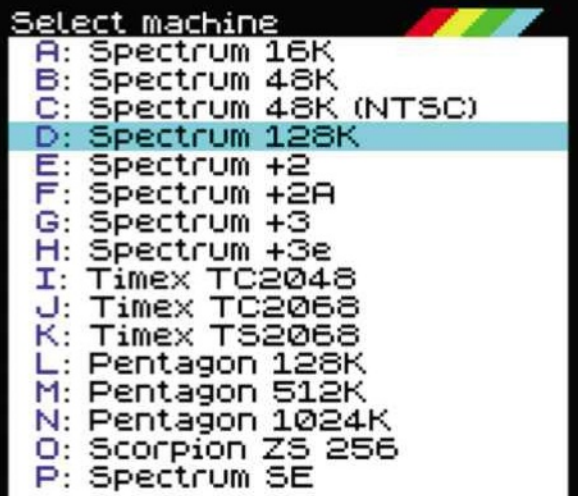 Select machine
A: Spectrum 16K
B: Spectrum 48K
C: Spectrum 48K (NTSC)
D: Spectrum 128K
E: Spectrum +2
F: Spectrum +2A
G: Spectrum +3
H: Spectrum +3e
I: Timex TC2048
J: Timex TC2068
K: Timex TS2068
L: Pentagon 128K
M: Pentagon 512K
N: Pentagon 1024K
O: Scorpion ZS 256
P: Spectrum SE